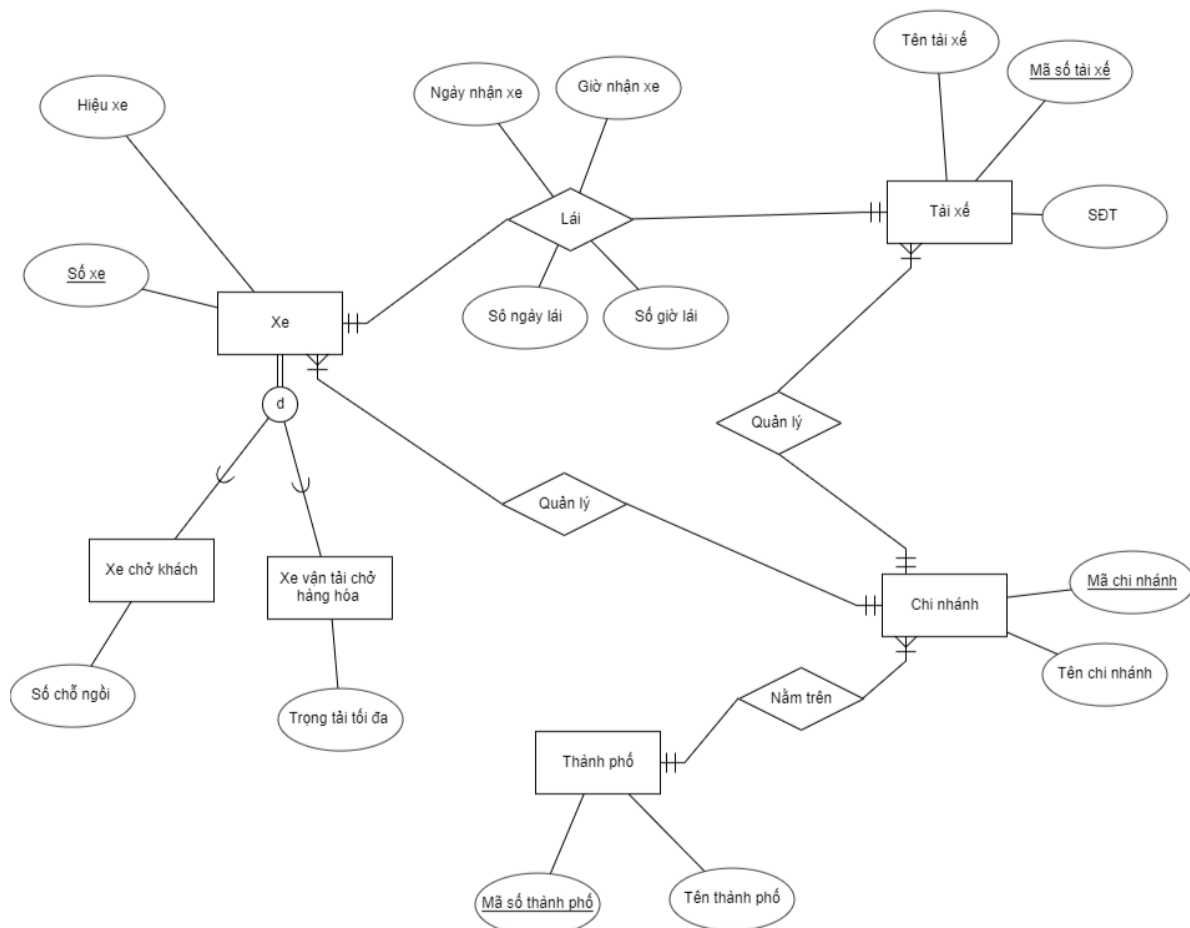 Tên tài xế
Mã số tài xế
Hiệu xe
Ngày nhận xe
Giờ nhận xe
Lái
Tài xế
SĐT
Số xe
Xe
Sô ngày lái
Số giờ lái
d
Quản lý
Quản lý
Xe chở khách
Xe vận tải chở
hàng hóa
Chi nhánh
Mã chi nhánh
Tên chi nhánh
Số chỗ ngồi
Trọng tải tối đa
Nằm trên
Thành phố
Mã số thành phố
Tên thành phố